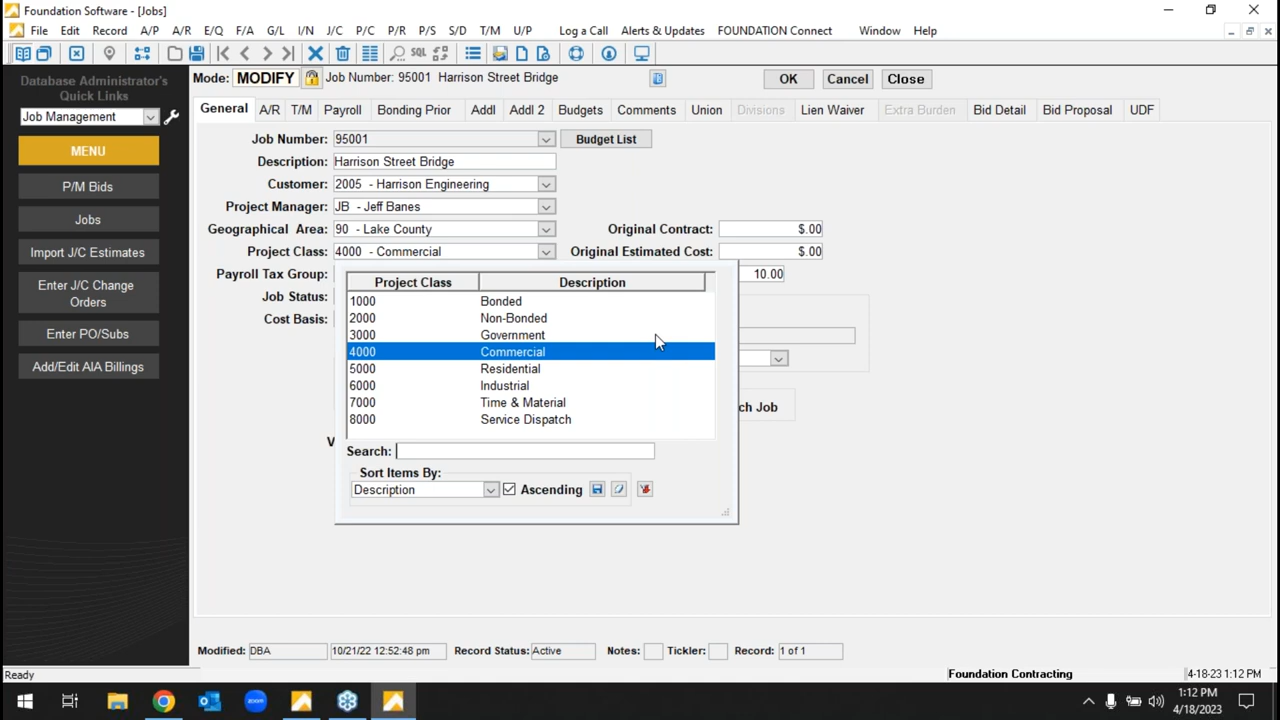 Foundation Software - [Jobs]
File Edit Record A/P A/R E/Q F/A G/L I/N J/C P/C P/R P/S S/D T/M U/P Log a Call Alerts & Updates FOUNDATION Connect Window Help
SQL
Database Administrator's
Quick Links
Job Management
MENU
P/M Bids
Jobs
Import J/C Estimates
Enter J/C Change
Orders
Enter PO/Subs
Add/Edit AIA Billings
Mode: MODIFY Job Number: 95001 Harrison Street Bridge OK Cancel Close
General A/R T/M Payroll Bonding Prior Addl Addl 2 Budgets Comments Union Divisions Lien Waiver Extra Burden Bid Detail Bid Proposal UDF
Job Number: 95001 Budget List
Description: Harrison Street Bridge
Customer: 2005 - Harrison Engineering
Project Manager: JB - Jeff Banes
Geographical Area: 90 - Lake County Original Contract: $.00
Project Class: 4000 - Commercial Original Estimated Cost: $.00
Payroll Tax Group: 10.00
Job Status:
Cost Basis:
Project Class Description
1000 Bonded
2000 Non-Bonded
3000 Government
4000 Commercial
5000 Residential
6000 Industrial
7000 Time & Material
8000 Service Dispatch
ch Job
V
Search:
Sort Items By:
Description Ascending
Modified: DBA 10/21/22 12:52:48 pm Record Status: Active Notes: Tickler: Record: 1 of 1
Ready Foundation Contracting 4-18-23 1:12 PM
zoom
1:12 PM
4/18/2023